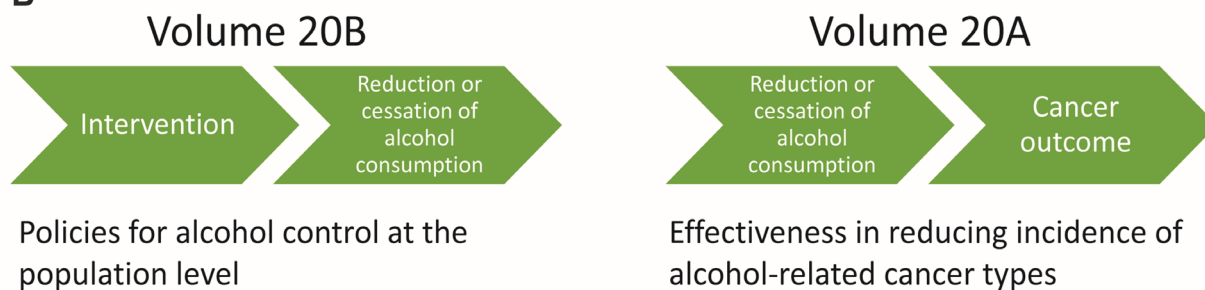 B
Volume 20B
Volume 20A
Intervention
Reduction or
cessation of
alcohol
consumption
Reduction or
cessation of
alcohol
consumption
Cancer
outcome
Policies for alcohol control at the
population level
Effectiveness in reducing incidence of
alcohol-related cancer types